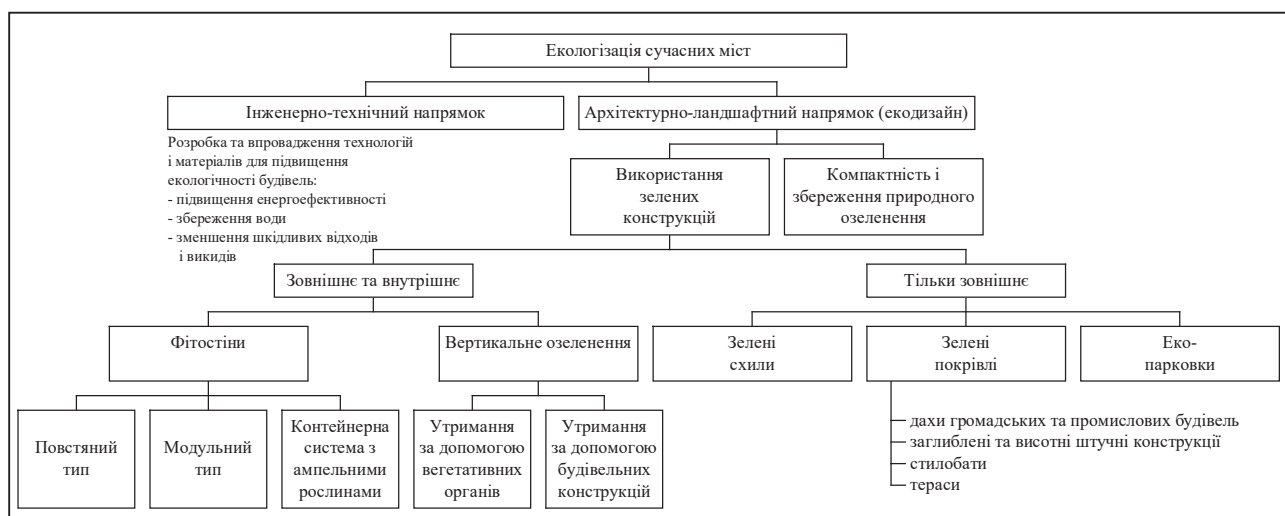 Екологізація сучасних міст
Інженерно-технічний напрямок
Архітектурно-ландшафтний напрямок (екодизайн)
Розробка та впровадження технологій
і матеріалів для підвищення
екологічності будівель:
- підвищення енергоефективності
- збереження води
- зменшення шкідливих відходів
і викидів
Використання
зелених
конструкцій
Компактність і
збереження природного
озеленення
Зовнішнє та внутрішнє
Тільки зовнішнє
Фітостіни
Вертикальне озеленення
Зелені
схили
Зелені
покрівлі
Еко-
парковки
Повстяний
тип
Модульний
тип
Контейнерна
система з
ампельними
рослинами
Утримання
за допомогою
вегетативних
органів
Утримання
за допомогою
будівельних
конструкцій
дахи громадських та промислових будівель
заглиблені та висотні штучні конструкції
стилобати
тераси